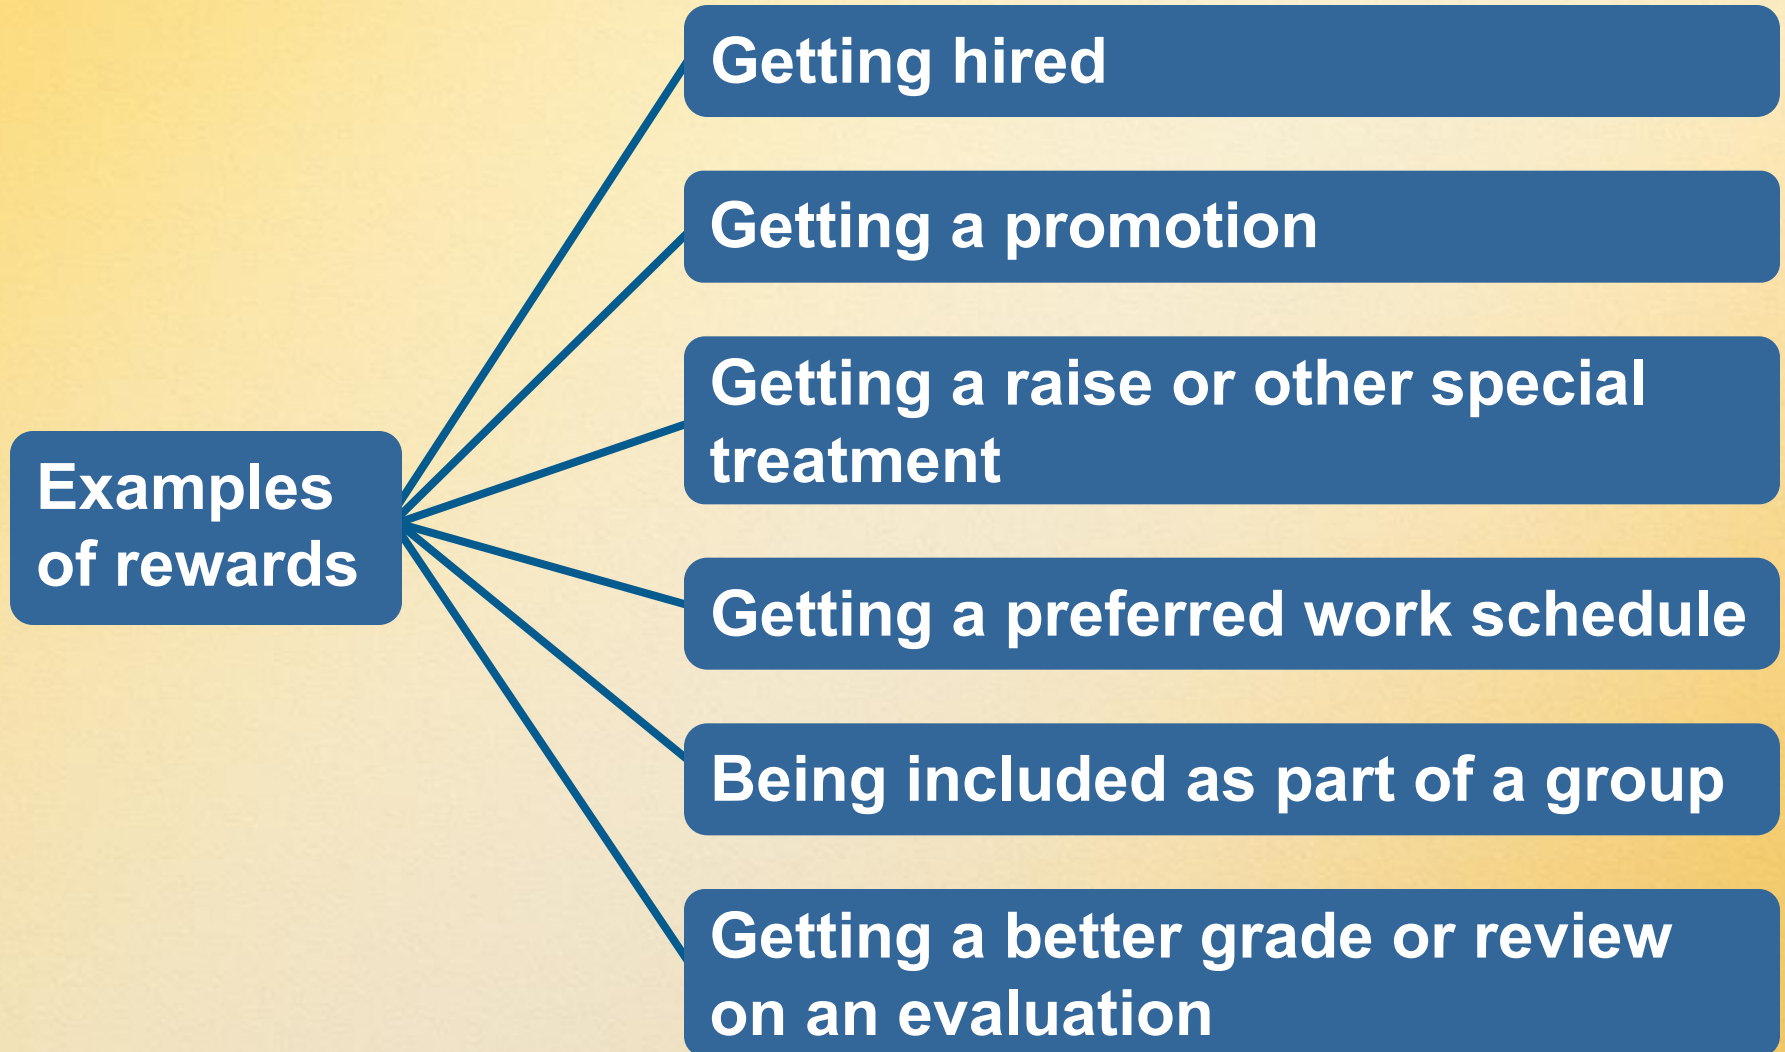 Examples
of rewards
Getting hired
Getting a promotion
Getting a raise or other special
treatment
Getting a preferred work schedule
Being included as part of a group
Getting a better grade or review
on an evaluation